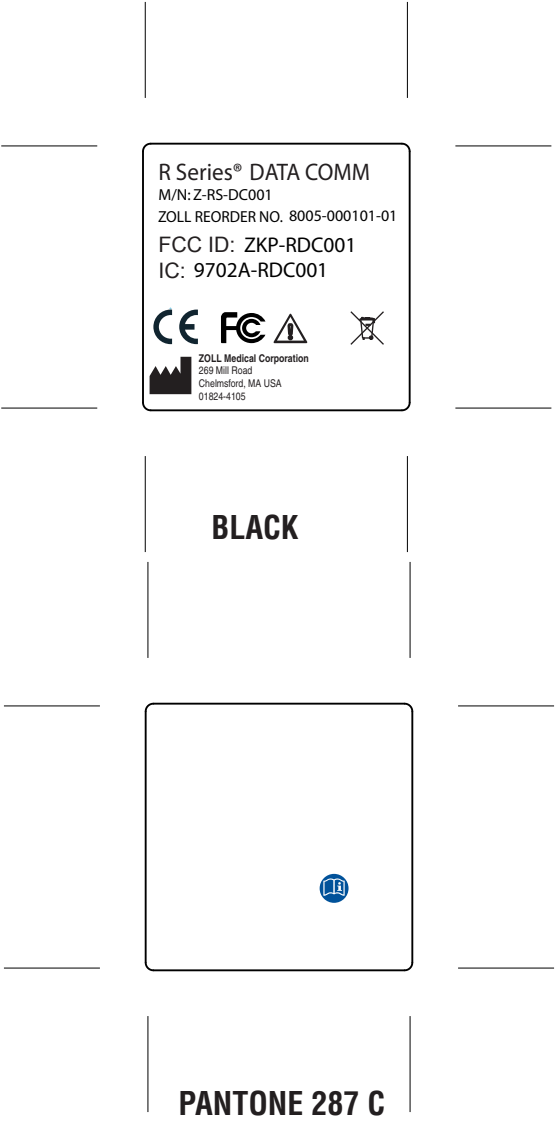 R Series® DATA COMM
M/N: Z-RS-DC001
ZOLL REORDER NO. 8005-000101-01
FCC ID: ZKP-RDC001
IC: 9702A-RDC001
CE FC
ZOLL Medical Corporation
269 Mill Road
Chelmsford, MA USA
01824-4105
BLACK
i
PANTONE 287 C